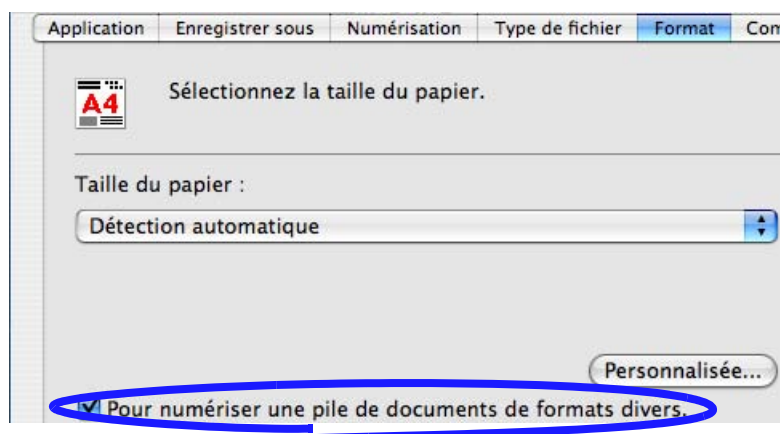 Application Enregistrer sous Numérisation Type de fichier Format Com
A4
Sélectionnez la taille du papier.
Taille du papier :
Détection automatique
Personnalisée...
Pour numériser une pile de documents de formats divers.